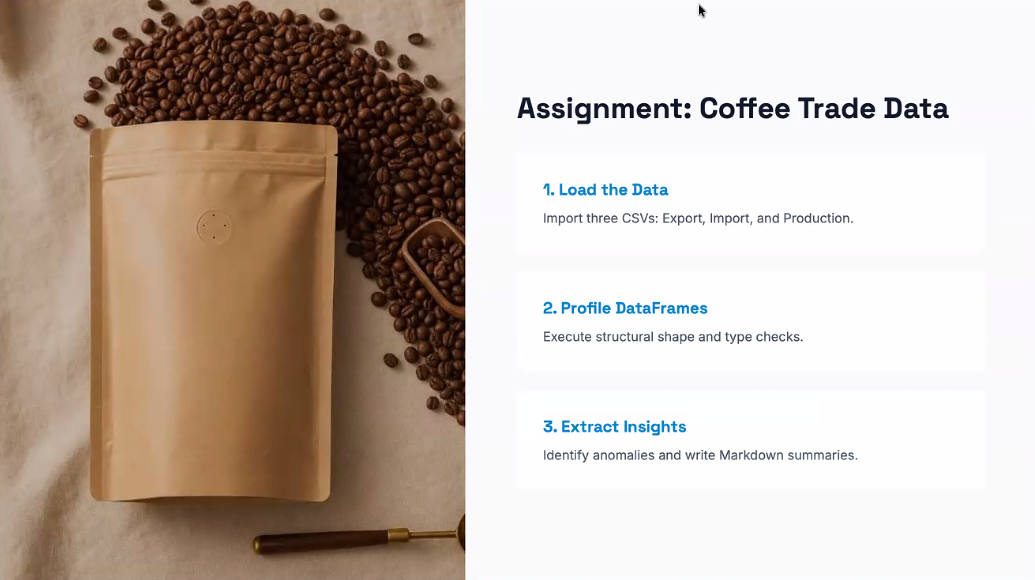 Assignment: Coffee Trade Data
1. Load the Data
Import three CSVs: Export, Import, and Production.
2. Profile DataFrames
Execute structural shape and type checks.
3. Extract Insights
Identify anomalies and write Markdown summaries.